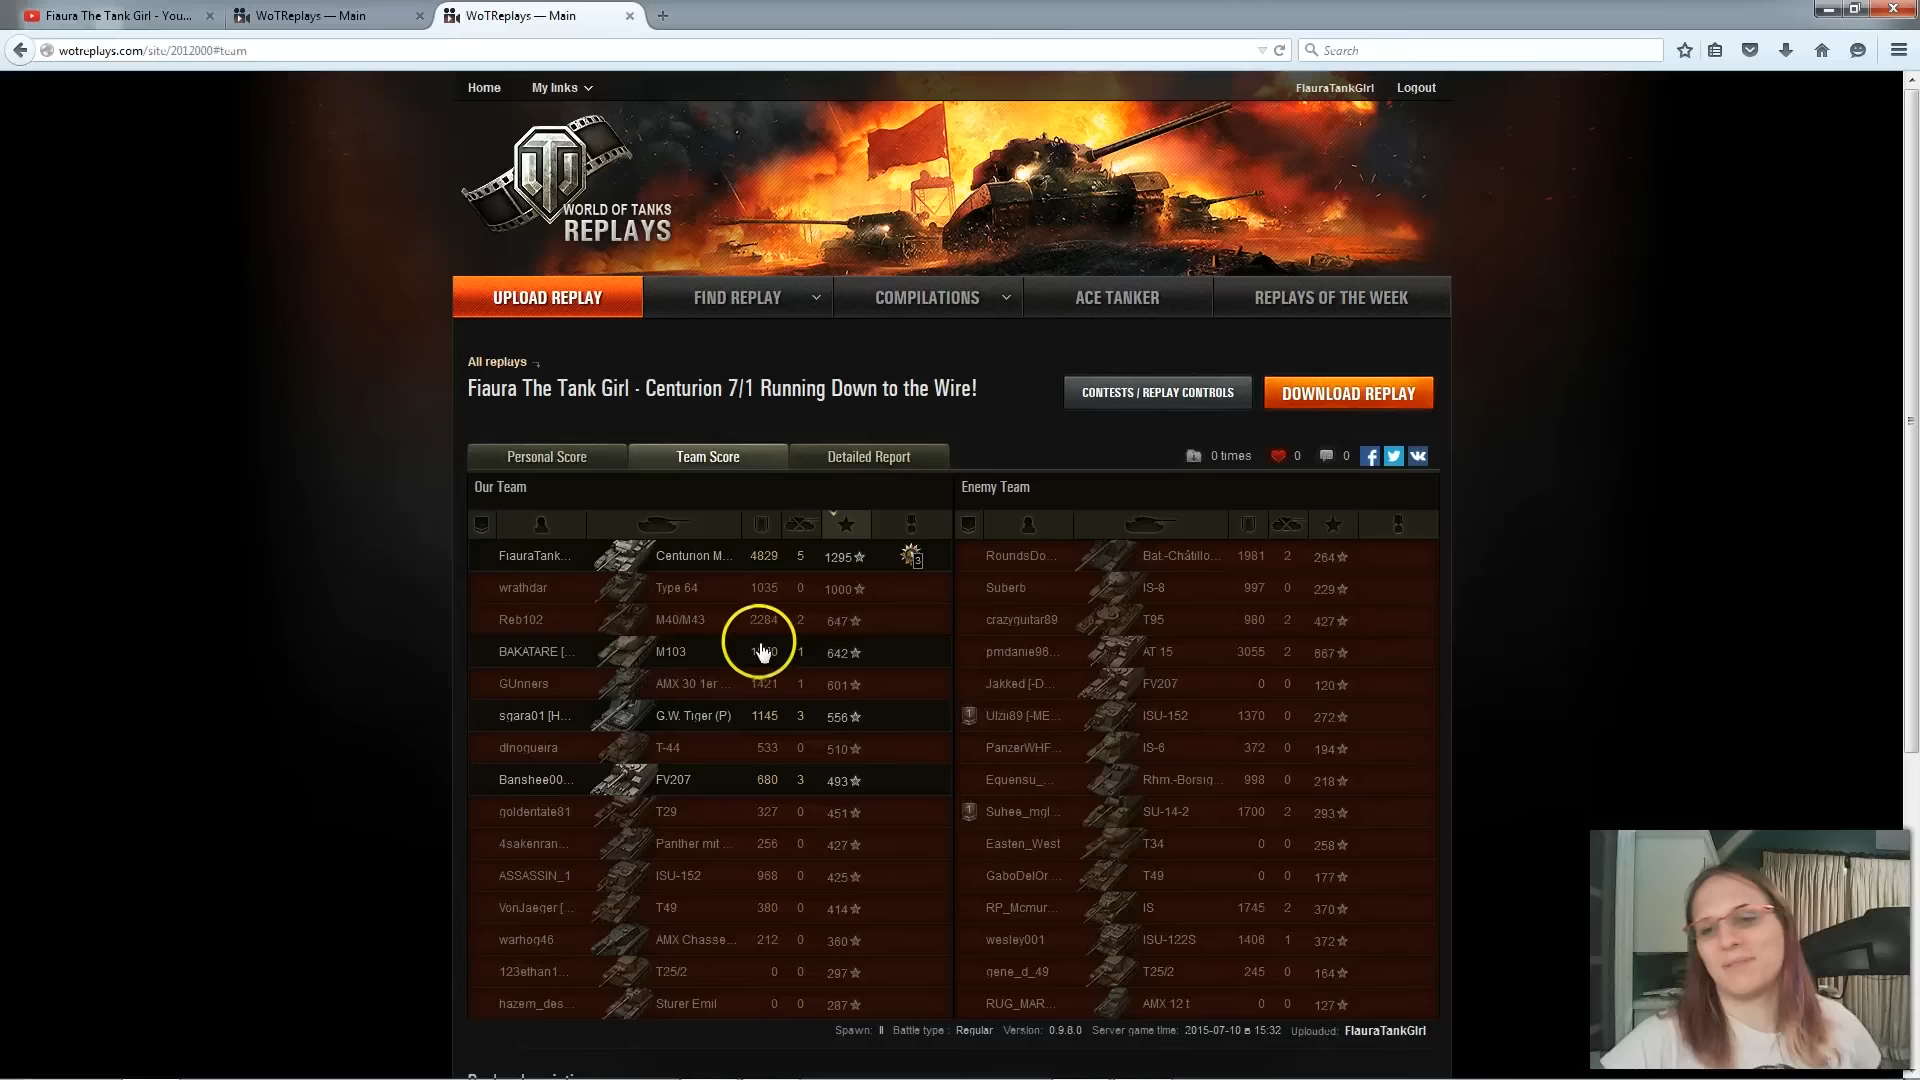 Fiaura The Tank Girl - You...
WoTReplays — Main
WoTReplays — Main
wotreplays.com/site/2012000#team
Search
Home
My links
FiauraTankGirl
Logout
WORLD OF TANKS
REPLAYS
UPLOAD REPLAY
FIND REPLAY
COMPILATIONS
ACE TANKER
REPLAYS OF THE WEEK
All replays
Fiaura The Tank Girl - Centurion 7/1 Running Down to the Wire!
CONTESTS / REPLAY CONTROLS
DOWNLOAD REPLAY
Personal Score
Team Score
Detailed Report
0 times
0
0
Our Team
Enemy Team
FiauraTank... Centurion M... 4829 5 1295 3
RoundsDo... Bat.-Châtillo... 1981 2 264
wrathdar Type 64 1035 0 1000
Suberb IS-8 997 0 229
Reb102 M40/M43 2284 2 647
crazyguitar89 T95 980 2 427
BAKATARE [... M103 1 642
pmdanie96... AT 15 3055 2 667
GUnners AMX 30 1er ... 1421 1 601
Jakked [-D... FV207 0 0 120
sgara01 [H... G.W. Tiger (P) 1145 3 556
1 Ulzii89 [-ME... ISU-152 1370 0 272
dlnogueira T-44 533 0 510
PanzerWHF... IS-6 372 0 194
Banshee00... FV207 680 3 493
Equensu_... Rhm.-Borsig... 998 0 218
goldentate81 T29 327 0 451
1 Suhee_mgl... SU-14-2 1700 2 293
4sakenran... Panther mit ... 256 0 427
Easten_West T34 0 0 258
ASSASSIN_1 ISU-152 968 0 425
GaboDelOr ... T49 0 0 177
VonJaeger [... T49 380 0 414
RP_Mcmur... IS 1745 2 370
warhog46 AMX Chasse... 212 0 360
wesley001 ISU-122S 1406 1 372
123ethan1... T25/2 0 0 297
gene_d_49 T25/2 245 0 164
hazem_des... Sturer Emil 0 0 287
RUG_MAR... AMX 12 t 0 0 127
Spawn: II Battle type : Regular Version: 0.9.8.0 Server game time: 2015-07-10 в 15:32 Uploaded: FiauraTankGirl